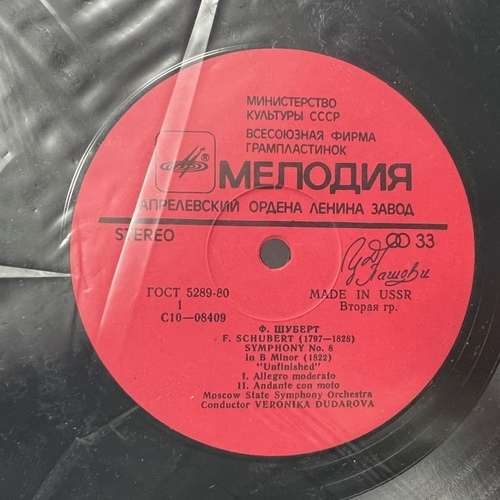 МИНИСТЕРСТВО
КУЛЬТУРЫ СССР
ВСЕСОЮЗНАЯ ФИРМА
ГРАМПЛАСТИНОК
® МЕЛОДИЯ
АПРЕЛЕВСКИЙ ОРДЕНА ЛЕНИНА ЗАВОД
STEREO 33
ГОСТ 5289-80
MADE IN USSR
1
Вторая гр.
С10—08409
Ф. ШУБЕРТ
F. SCHUBERT (1797-1828)
SYMPHONY No. 8
in B Minor (1822)
"Unfinished"
I. Allegro moderato
II. Andante con moto
Moscow State Symphony Orchestra
Conductor VERONIKA DUDAROVA